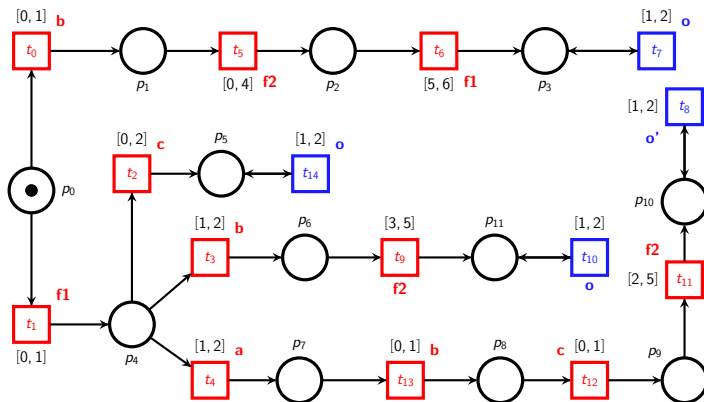 [0, 1] b
t0
p1
t5
[0, 4] f2
p2
t6
[5, 6] f1
p3
[1, 2] o
t7
[1, 2] t8
o'
[0, 2] c
t2
p5
[1, 2] o
t14
p0
p10
[1, 2] b
t3
p6
[3, 5]
t9
f2
p11
[1, 2]
t10
o
f2
[2, 5] t11
f1
t1
[0, 1]
p4
[1, 2] a
t4
p7
[0, 1] b
t13
p8
c [0, 1]
t12
p9